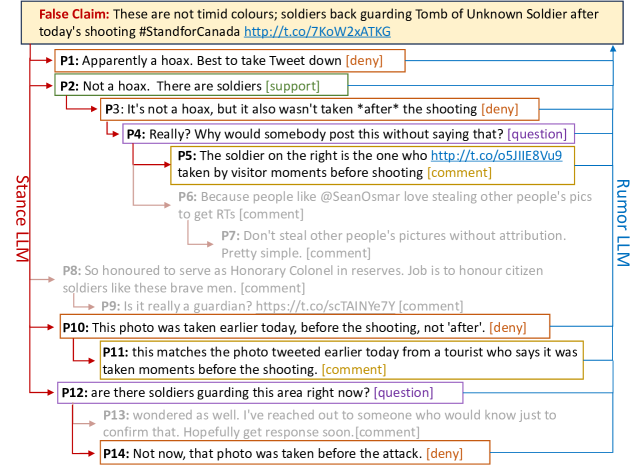 False Claim: These are not timid colours; soldiers back guarding Tomb of Unknown Soldier after
today's shooting #StandforCanada http://t.co/7KoW2xATKG
P1: Apparently a hoax. Best to take Tweet down [deny]
P2: Not a hoax.  There are soldiers [support]
P3: It's not a hoax, but it also wasn't taken *after* the shooting [deny]
P4: Really? Why would somebody post this without saying that? [question]
P5: The soldier on the right is the one who http://t.co/o5JIIE8Vu9
taken by visitor moments before shooting [comment]
P6: Because people like @SeanOsmar love stealing other people's pics
to get RTs [comment]
P7: Don't steal other people's pictures without attribution.
Pretty simple. [comment]
P8: So honoured to serve as Honorary Colonel in reserves. Job is to honour citizen
soldiers like these brave men. [comment]
P9: Is it really a guardian? https://t.co/scTAINYe7Y [comment]
P10: This photo was taken earlier today, before the shooting, not 'after'. [deny]
P11: this matches the photo tweeted earlier today from a tourist who says it was
taken moments before the shooting. [comment]
P12: are there soldiers guarding this area right now? [question]
P13: wondered as well. I've reached out to someone who would know just to
confirm that. Hopefully get response soon.[comment]
P14: Not now, that photo was taken before the attack. [deny]
Stance LLM
Rumor LLM